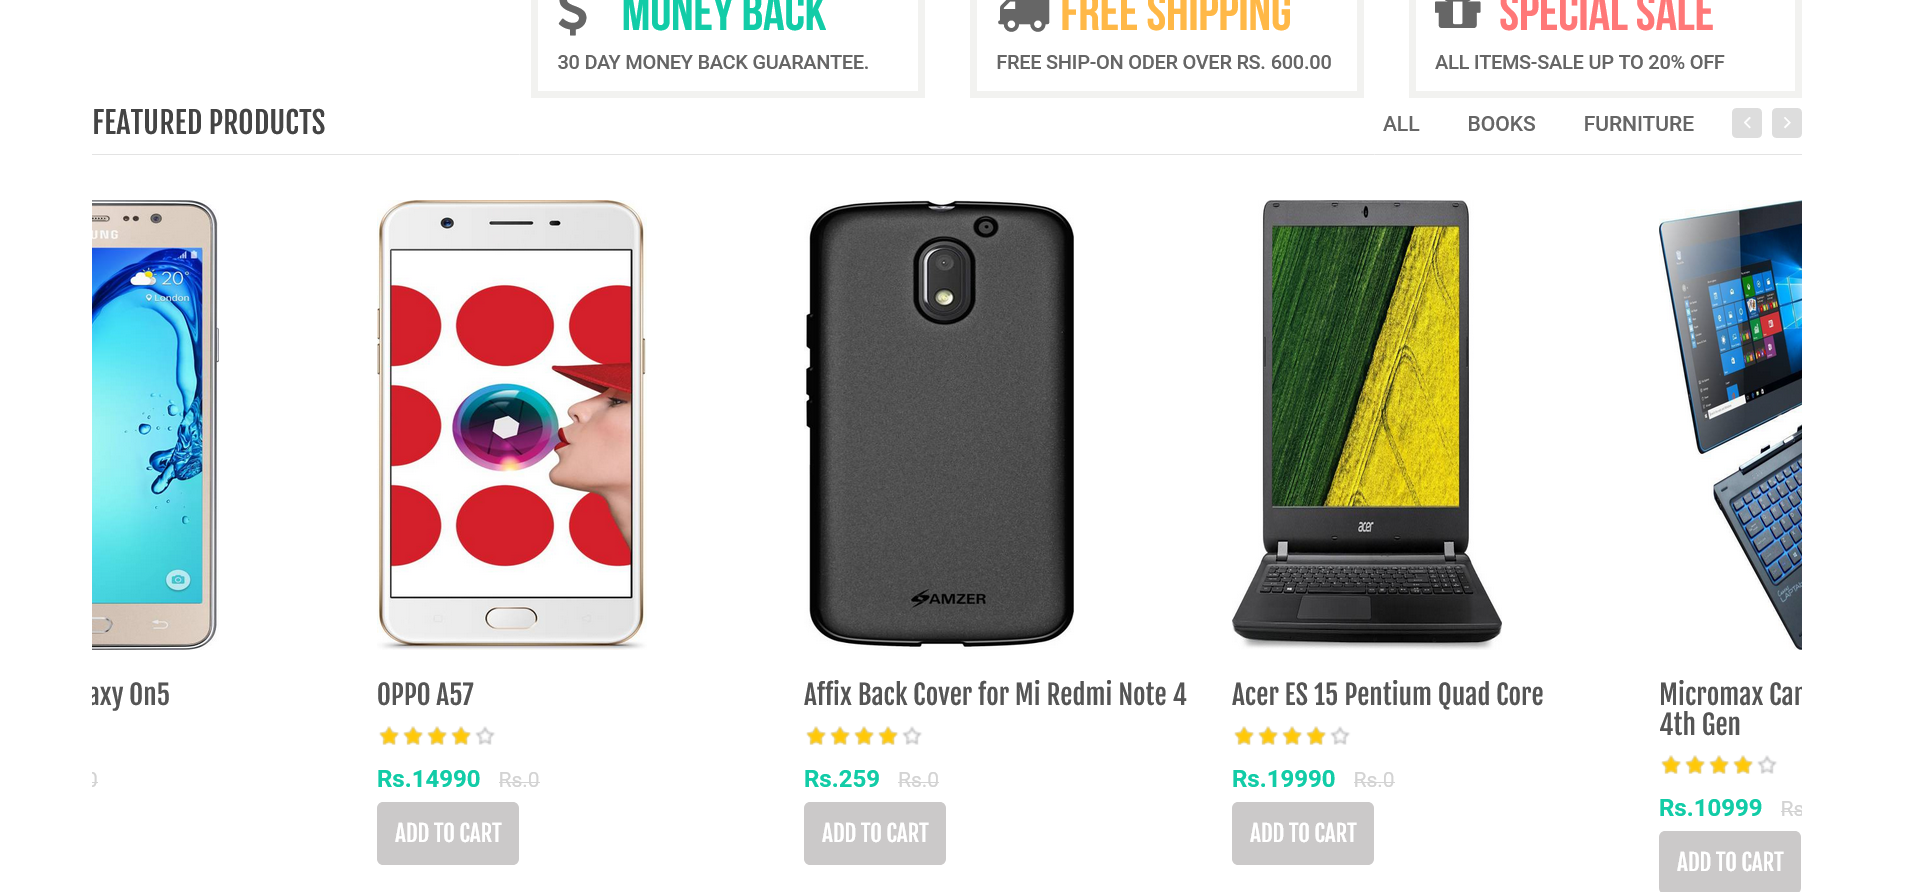 MONEY BACK
30 DAY MONEY BACK GUARANTEE.
FREE SHIPPING
FREE SHIP-ON ODER OVER RS. 600.00
SPECIAL SALE
ALL ITEMS-SALE UP TO 20% OFF
FEATURED PRODUCTS
ALL BOOKS FURNITURE
UNG
20°
London
AMZER
acer
axy On5
OPPO A57
Rs.14990 Rs.0
ADD TO CART
Affix Back Cover for Mi Redmi Note 4
Rs.259 Rs.0
ADD TO CART
Acer ES 15 Pentium Quad Core
Rs.19990 Rs.0
ADD TO CART
Micromax Can
4th Gen
Rs.10999 Rs
ADD TO CART